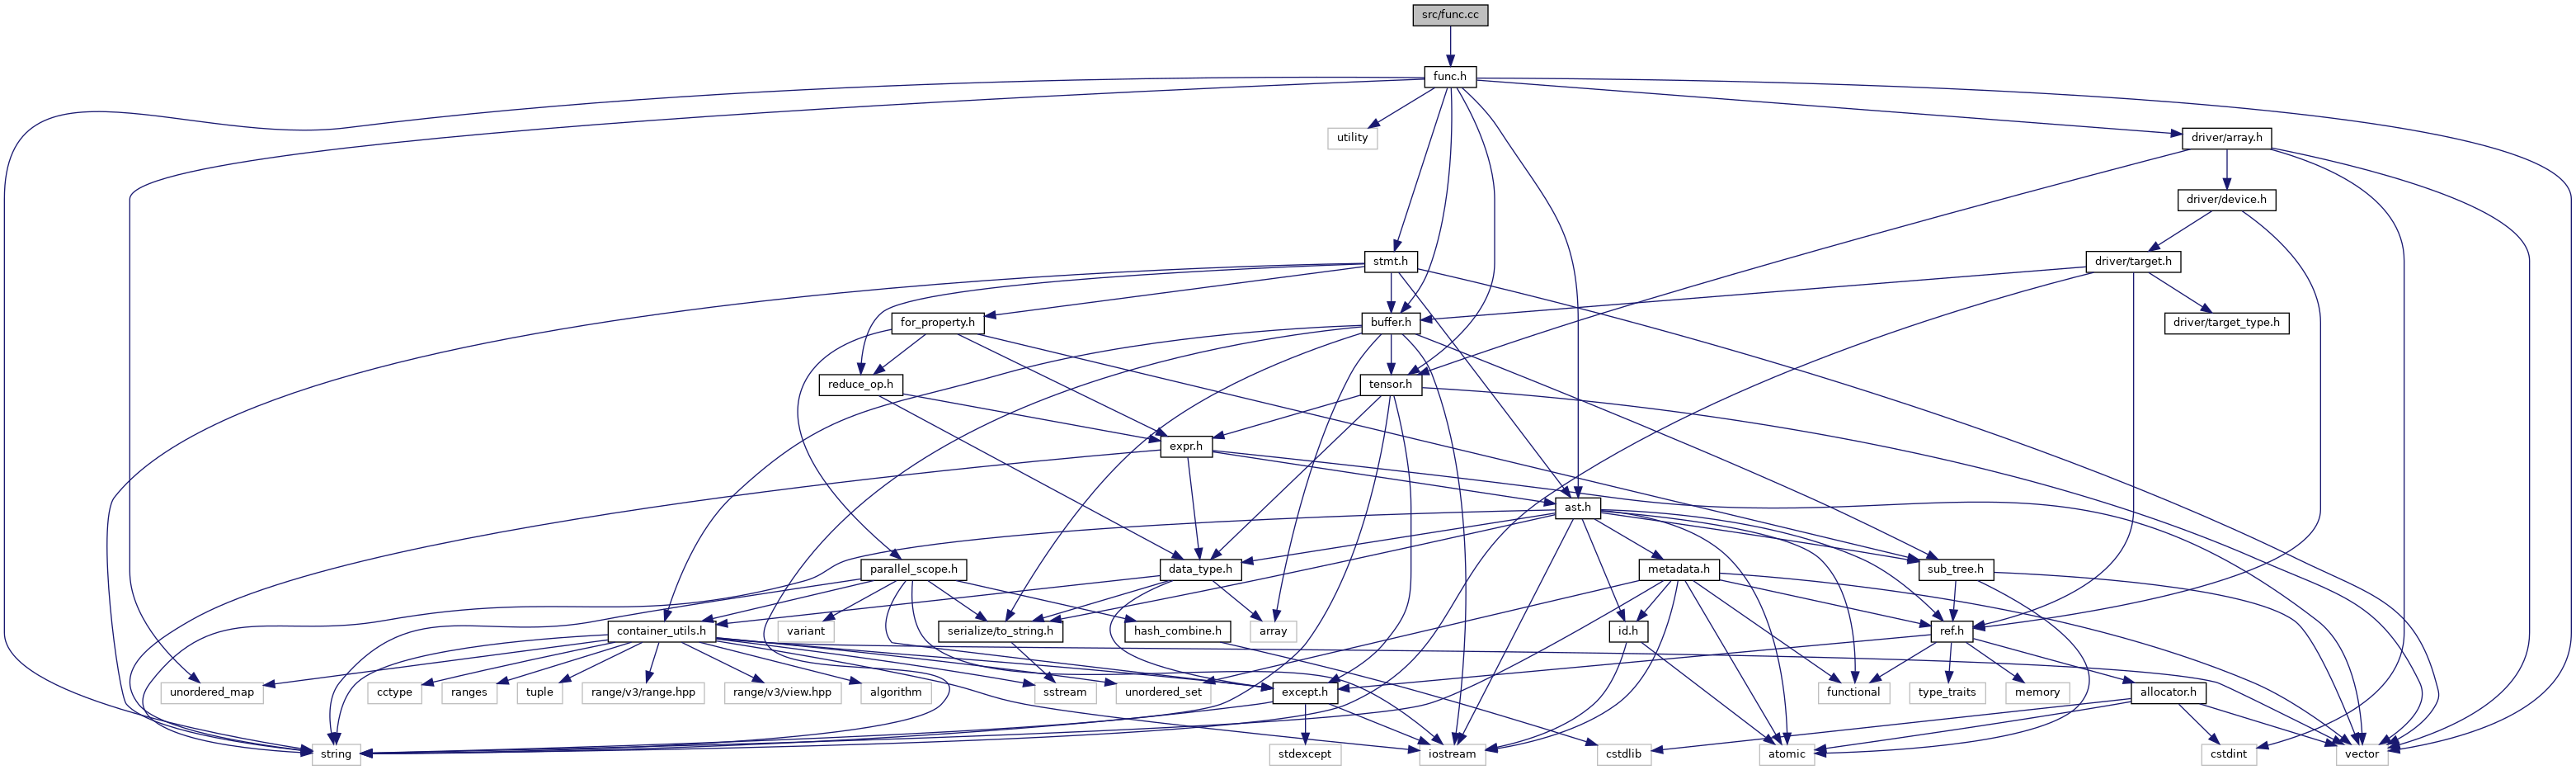 src/func.cc
func.h
utility
driver/array.h
driver/device.h
stmt.h
driver/target.h
for_property.h
buffer.h
driver/target_type.h
reduce_op.h
tensor.h
expr.h
ast.h
parallel_scope.h
data_type.h
metadata.h
sub_tree.h
container_utils.h
variant
serialize/to_string.h
hash_combine.h
array
id.h
ref.h
unordered_map
cctype
ranges
tuple
range/v3/range.hpp
range/v3/view.hpp
algorithm
sstream
unordered_set
except.h
functional
type_traits
memory
allocator.h
string
stdexcept
iostream
cstdlib
atomic
cstdint
vector